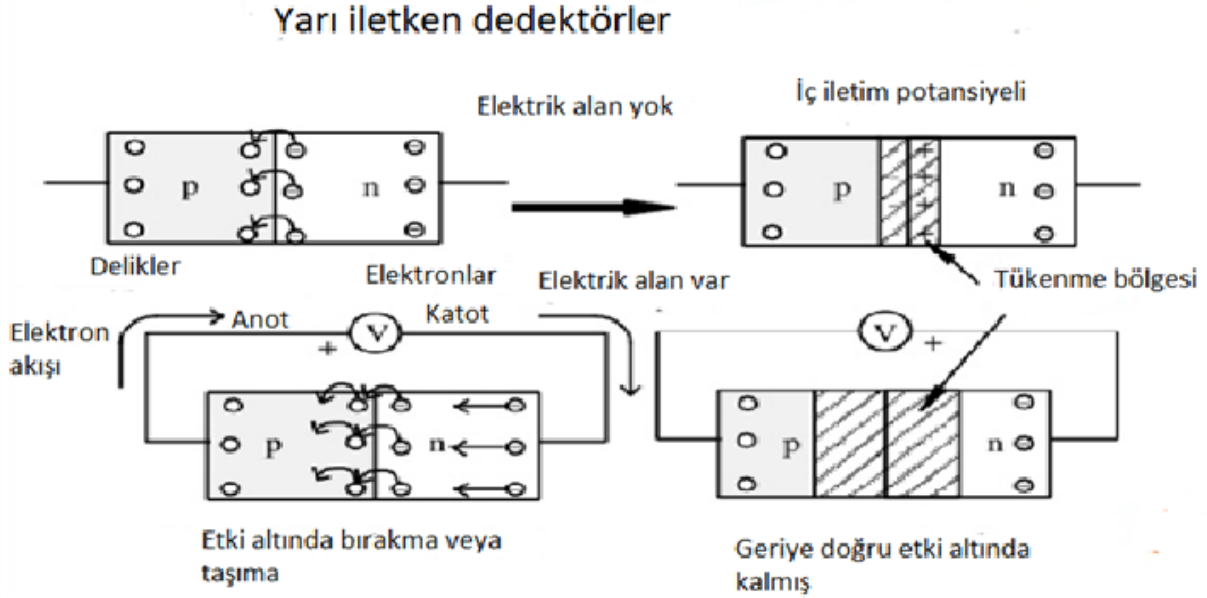 Yarı iletken dedektörler
Elektrik alan yok
İç iletim potansiyeli
p
n
p
n
Delikler
Elektronlar
Elektrik alan var
Tükenme bölgesi
Elektron
akışı
Anot
Katot
V
+
V
+
p
n
p
n
Etki altında bırakma veya
taşıma
Geriye doğru etki altında
kalmış